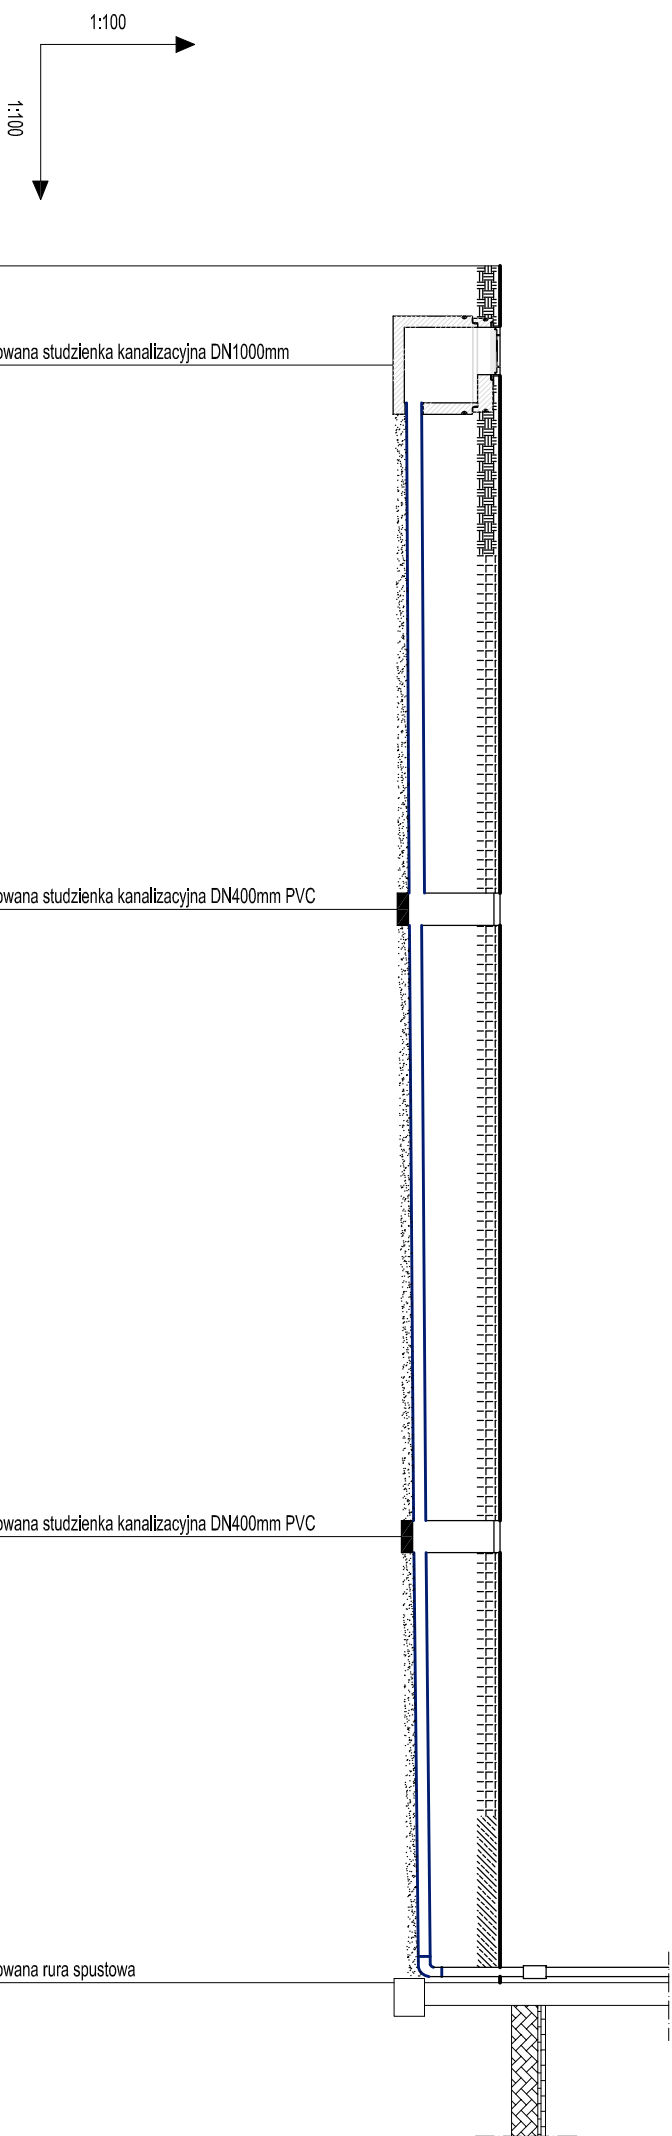 1:100
1:100
owana studzienka kanalizacyjna DN1000mm
owana studzienka kanalizacyjna DN400mm PVC
owana studzienka kanalizacyjna DN400mm PVC
owana rura spustowa